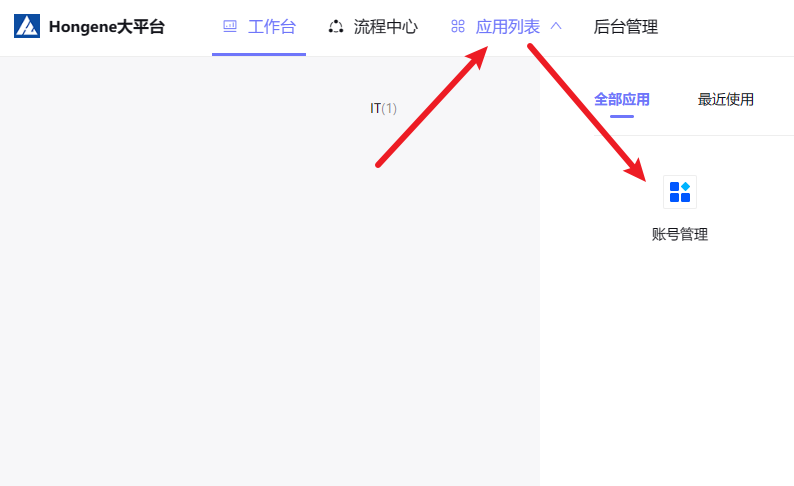 Hongene大平台
工作台
流程中心
应用列表
后台管理
IT(1)
全部应用
最近使用
账号管理